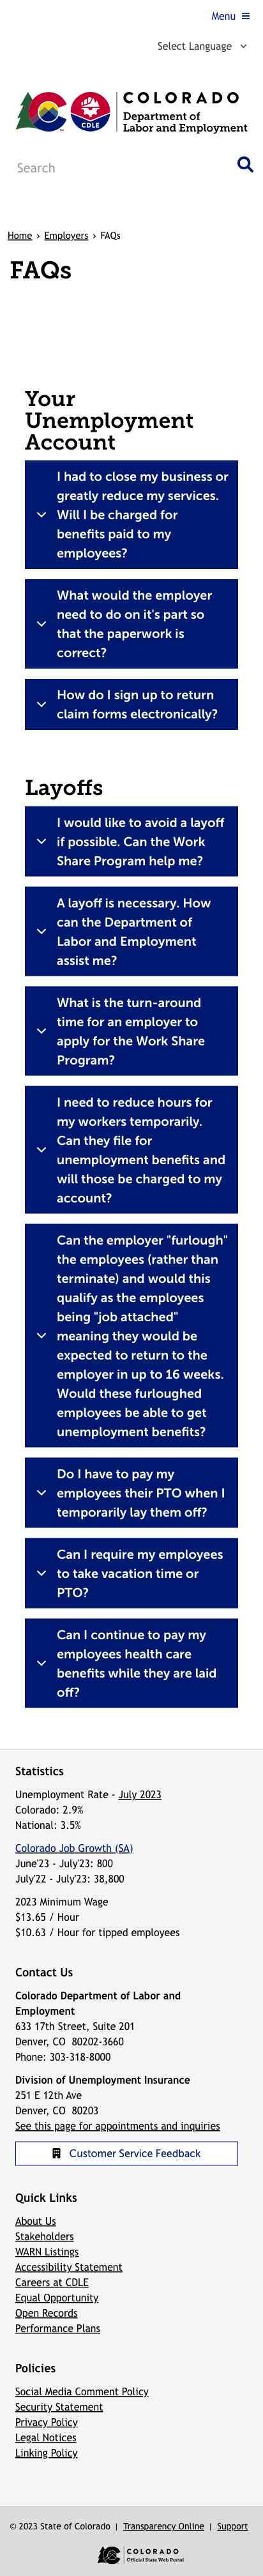 Menu
Select Language
CO
CDLE
COLORADO
Department of
Labor and Employment
Search
Home › Employers › FAQs
FAQs
Your
Unemployment
Account
I had to close my business or
greatly reduce my services.
Will I be charged for
benefits paid to my
employees?
What would the employer
need to do on it's part so
that the paperwork is
correct?
How do I sign up to return
claim forms electronically?
Layoffs
I would like to avoid a layoff
if possible. Can the Work
Share Program help me?
A layoff is necessary. How
can the Department of
Labor and Employment
assist me?
What is the turn-around
time for an employer to
apply for the Work Share
Program?
I need to reduce hours for
my workers temporarily.
Can they file for
unemployment benefits and
will those be charged to my
account?
Can the employer "furlough"
the employees (rather than
terminate) and would this
qualify as the employees
being "job attached"
meaning they would be
expected to return to the
employer in up to 16 weeks.
Would these furloughed
employees be able to get
unemployment benefits?
Do I have to pay my
employees their PTO when I
temporarily lay them off?
Can I require my employees
to take vacation time or
PTO?
Can I continue to pay my
employees health care
benefits while they are laid
off?
Statistics
Unemployment Rate - July 2023
Colorado: 2.9%
National: 3.5%
Colorado Job Growth (SA)
June'23 - July'23: 800
July'22 - July'23: 38,800
2023 Minimum Wage
$13.65 / Hour
$10.63 / Hour for tipped employees
Contact Us
Colorado Department of Labor and
Employment
633 17th Street, Suite 201
Denver, CO 80202-3660
Phone: 303-318-8000
Division of Unemployment Insurance
251 E 12th Ave
Denver, CO 80203
See this page for appointments and inquiries
Customer Service Feedback
Quick Links
About Us
Stakeholders
WARN Listings
Accessibility Statement
Careers at CDLE
Equal Opportunity
Open Records
Performance Plans
Policies
Social Media Comment Policy
Security Statement
Privacy Policy
Legal Notices
Linking Policy
© 2023 State of Colorado | Transparency Online | Support
CO
COLORADO
Official State Web Portal